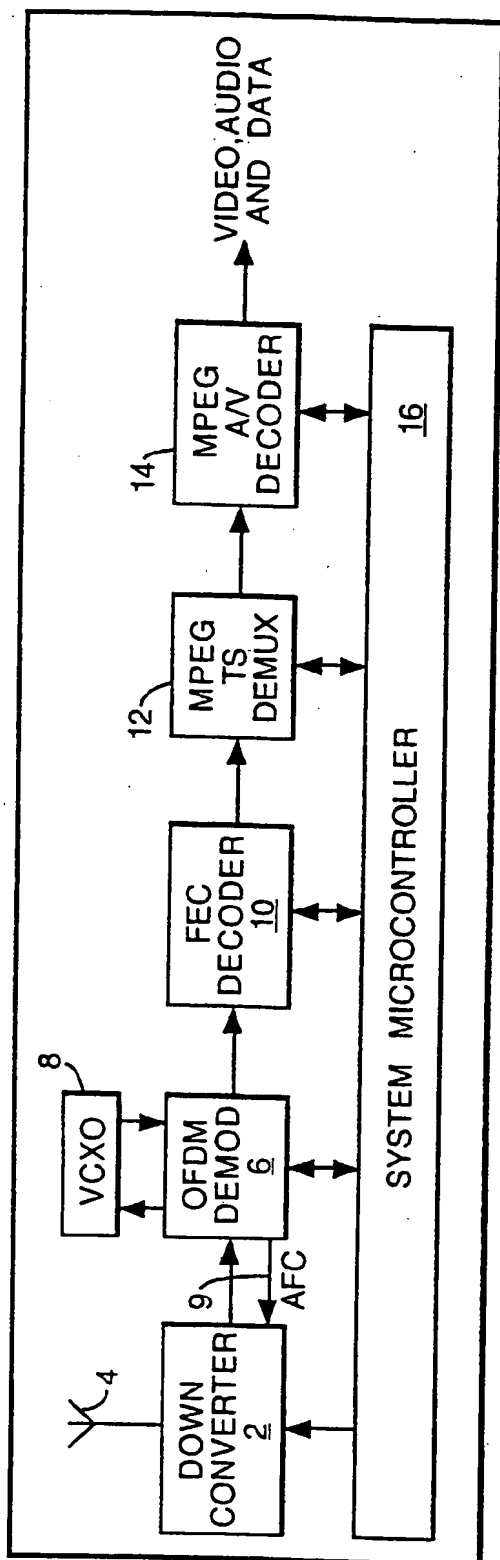 4
DOWN
CONVERTER
2
9
AFC
VCXO
8
OFDM
DEMOD
6
FEC
DECODER
10
12
MPEG
TS
DEMUX
14
MPEG
A/V
DECODER
VIDEO, AUDIO
AND DATA
SYSTEM MICROCONTROLLER
16